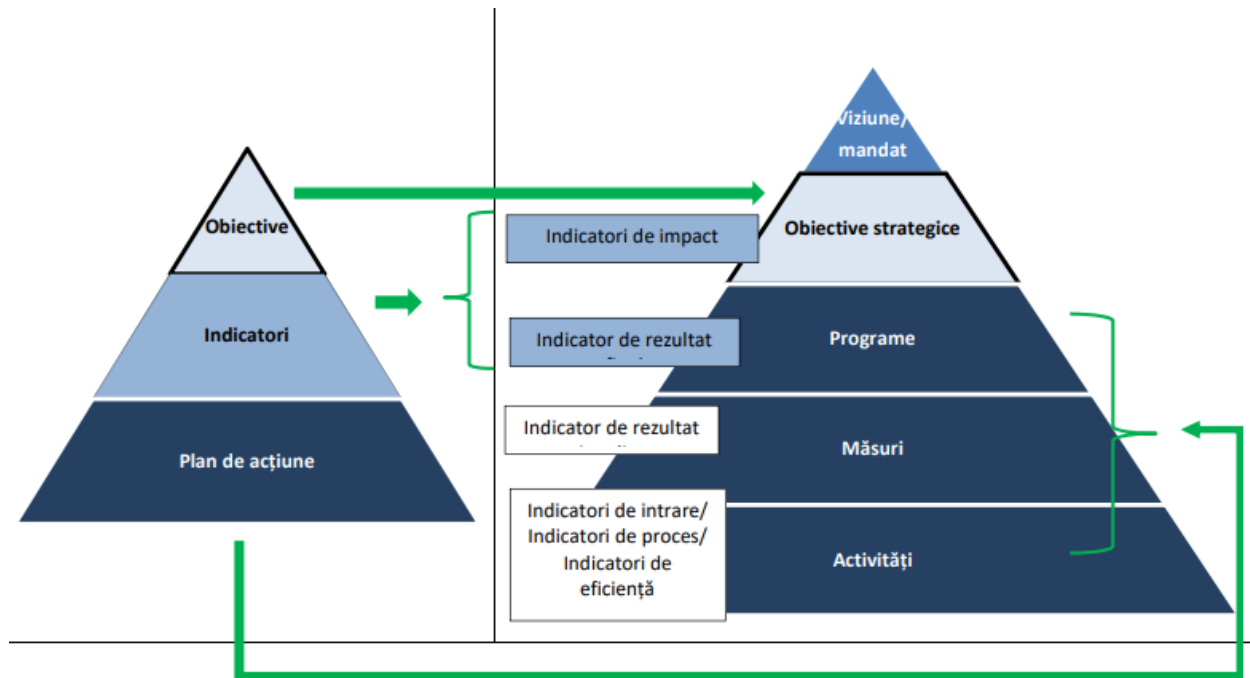 Obiective
Indicatori
Plan de acțiune
Viziune/
mandat
Obiective strategice
Programe
Măsuri
Activități
Indicatori de impact
Indicator de rezultat
Indicator de rezultat
Indicatori de intrare/
Indicatori de proces/
Indicatori de
eficiență